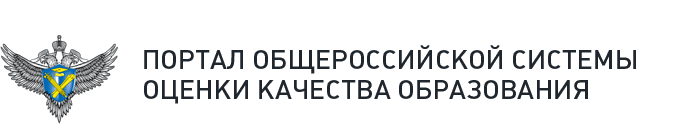 ПОРТАЛ ОБЩЕРОССИЙСКОЙ СИСТЕМЫ
ОЦЕНКИ КАЧЕСТВА ОБРАЗОВАНИЯ